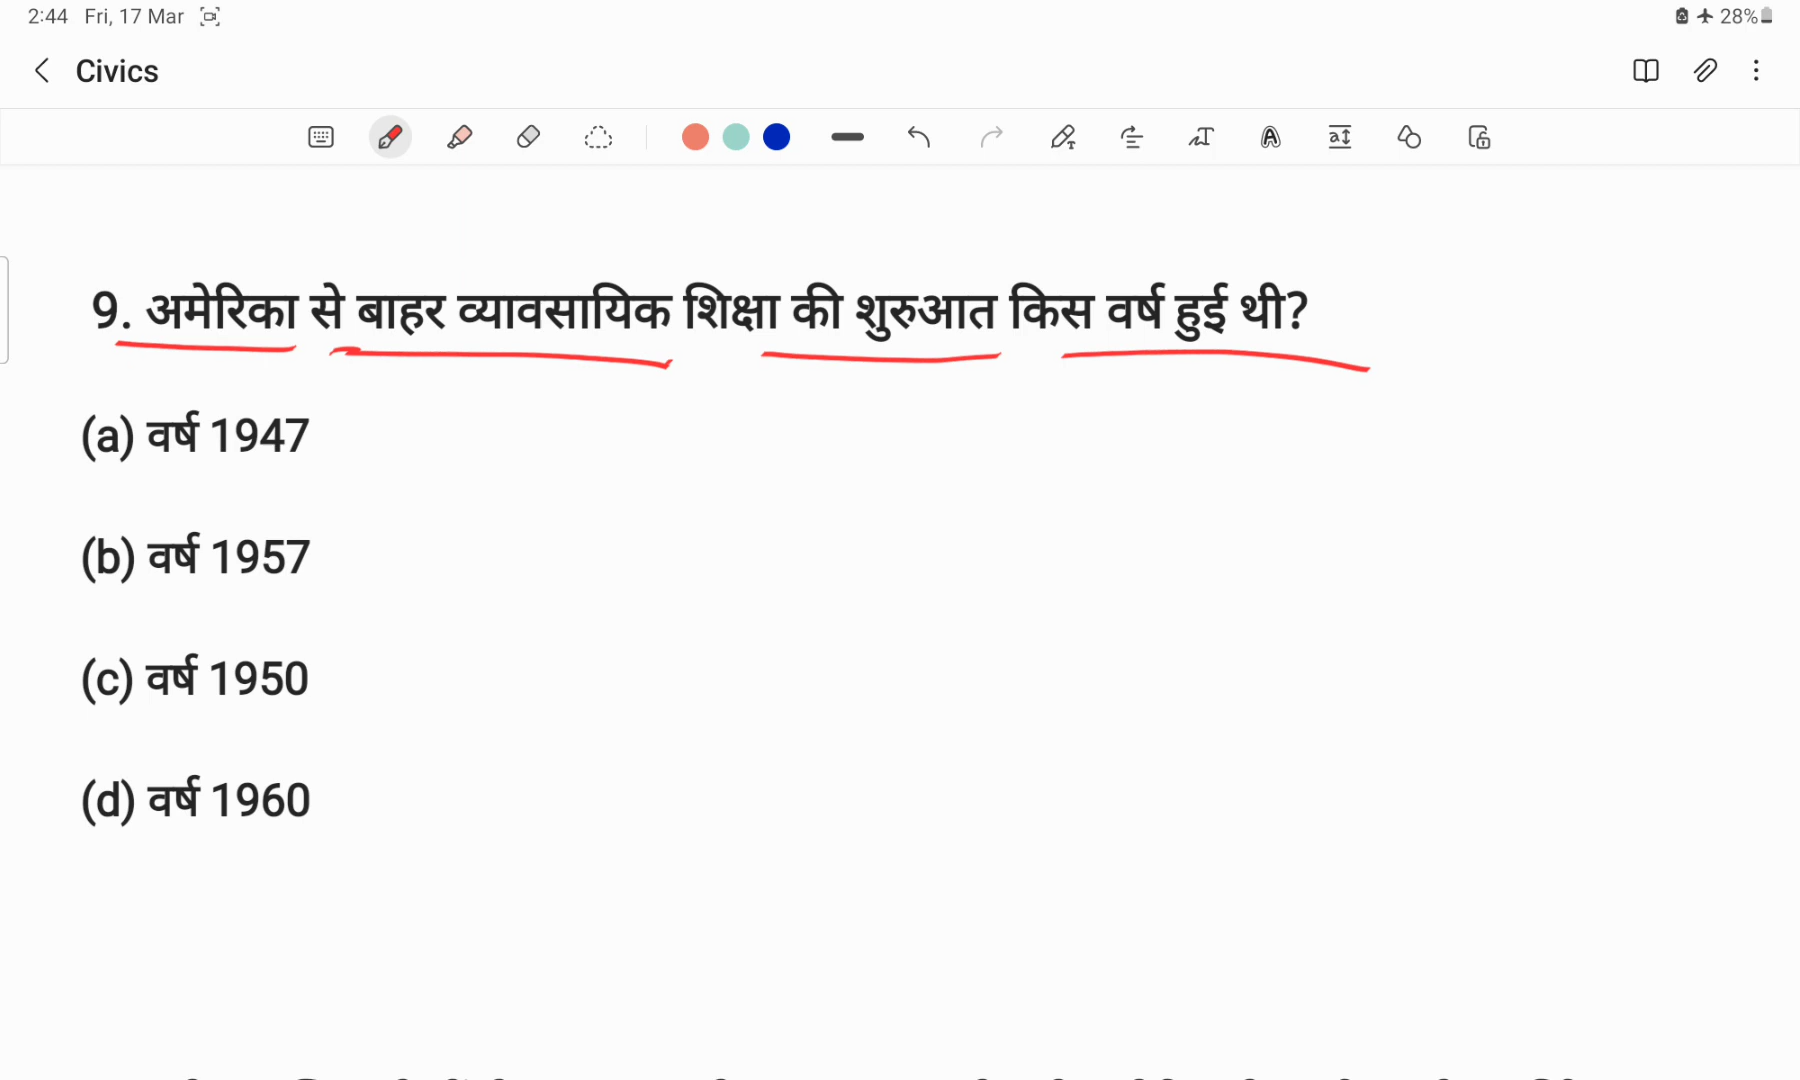 2:44 Fri, 17 Mar 28%
Civics
9. अमेरिका से बाहर व्यावसायिक शिक्षा की शुरुआत किस वर्ष हुई थी?
(a) वर्ष 1947
(b) वर्ष 1957
(c) वर्ष 1950
(d) वर्ष 1960